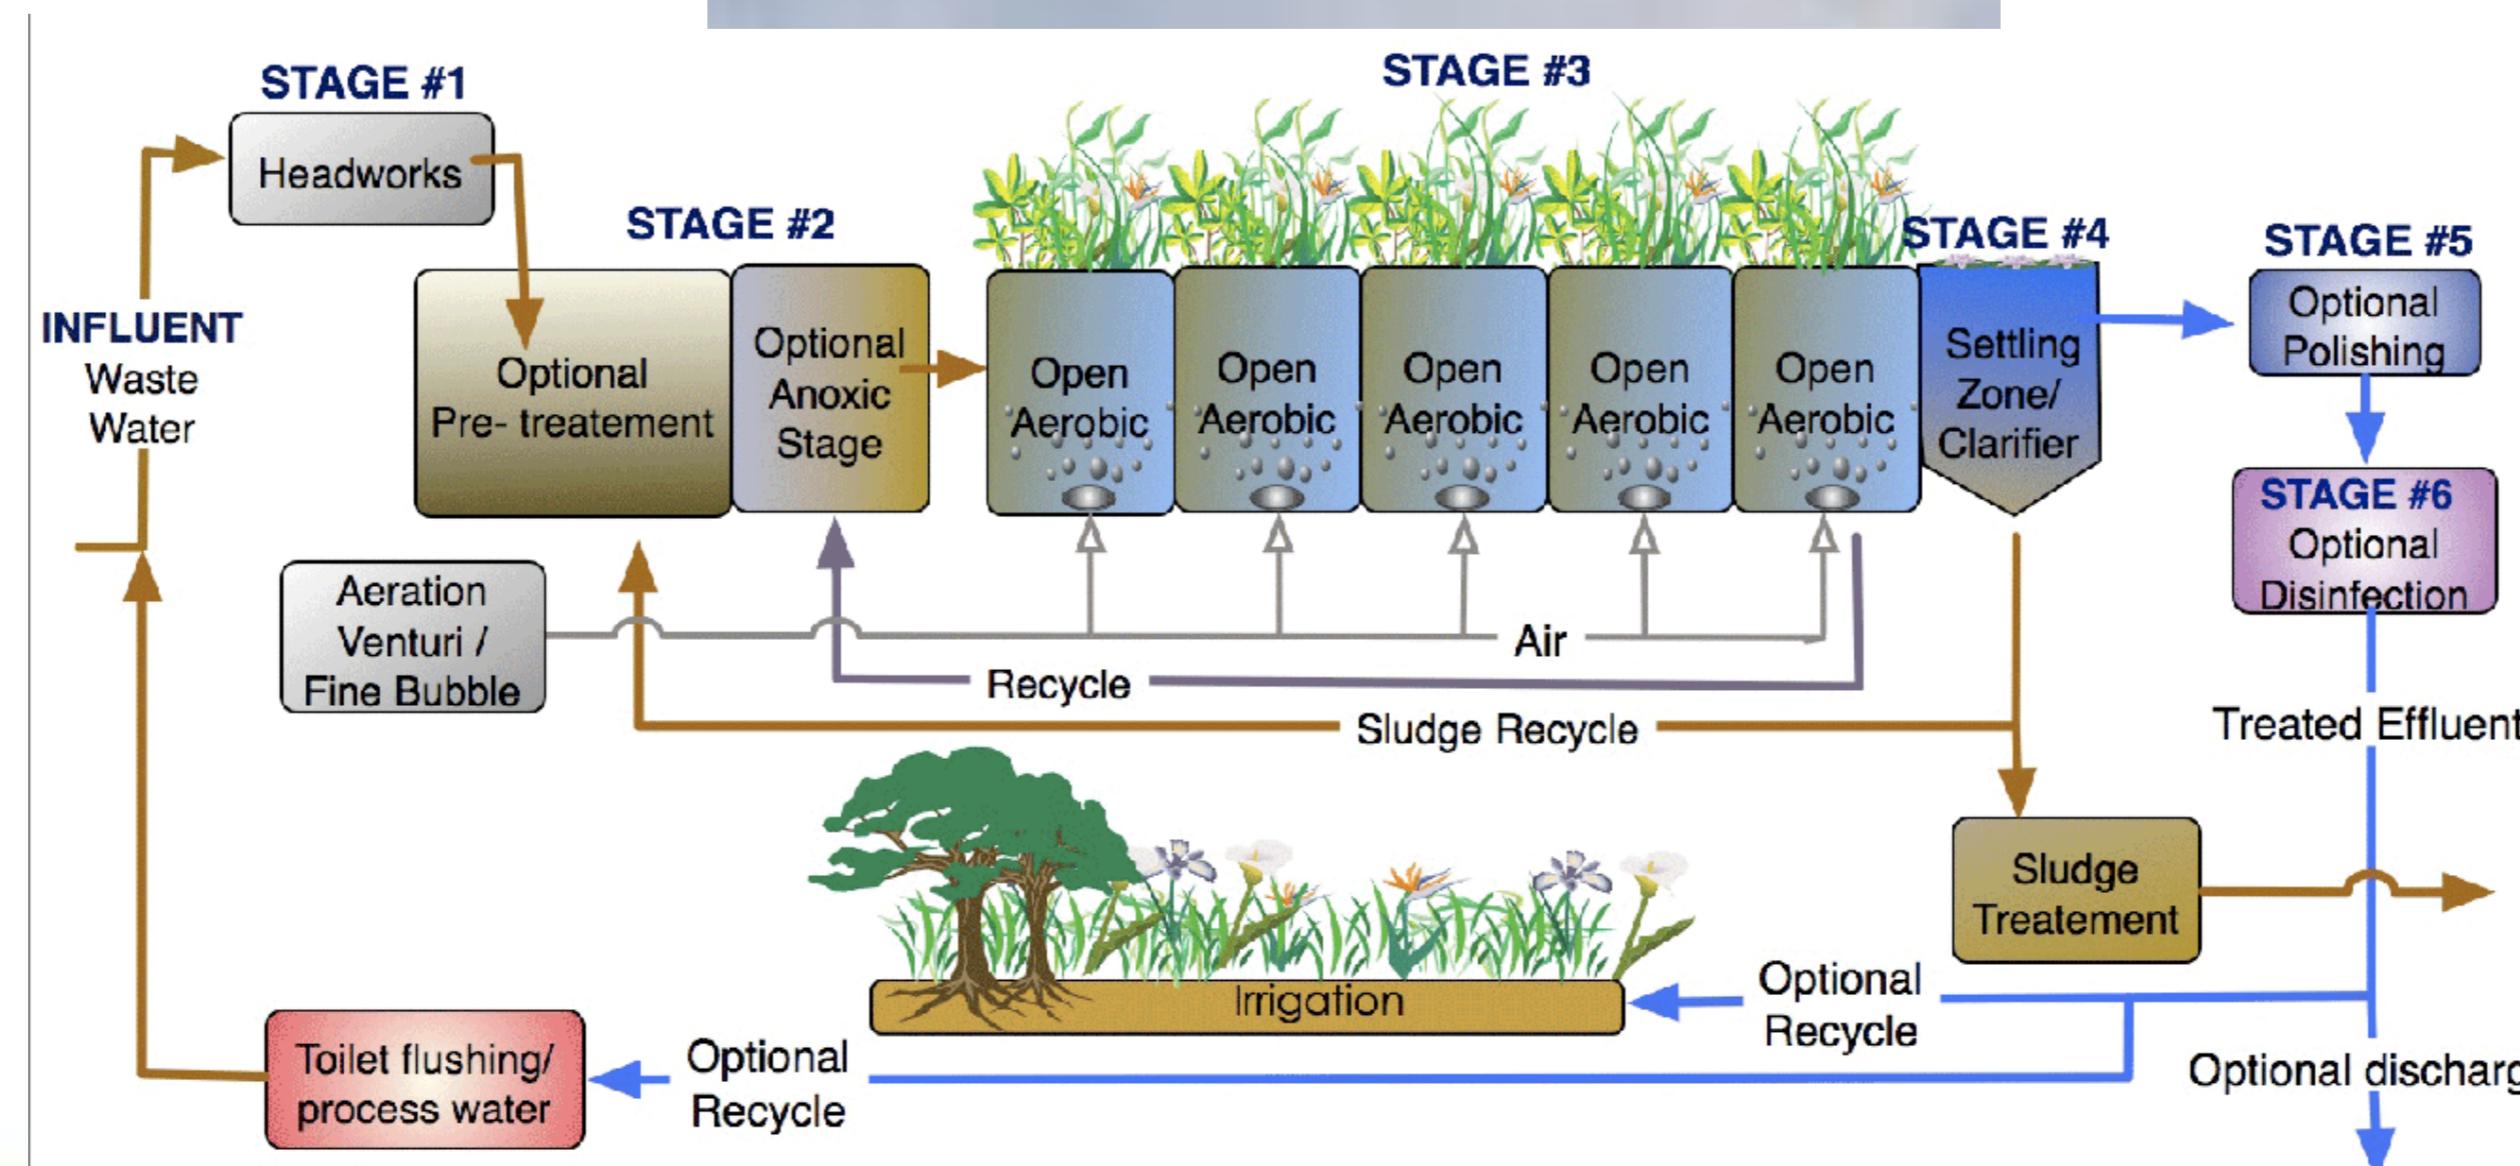 STAGE #1
Headworks
INFLUENT
Waste
Water
STAGE #2
Optional
Pre- treatement
Optional
Anoxic
Stage
STAGE #3
Open
Aerobic
Open
Aerobic
Open
Aerobic
Open
Aerobic
Open
Aerobic
STAGE #4
Settling
Zone/
Clarifier
STAGE #5
Optional
Polishing
STAGE #6
Optional
Disinfection
Aeration
Venturi /
Fine Bubble
Air
Recycle
Sludge Recycle
Treated Effluent
Sludge
Treatement
Irrigation
Optional
Recycle
Optional discharg
Toilet flushing/
process water
Optional
Recycle